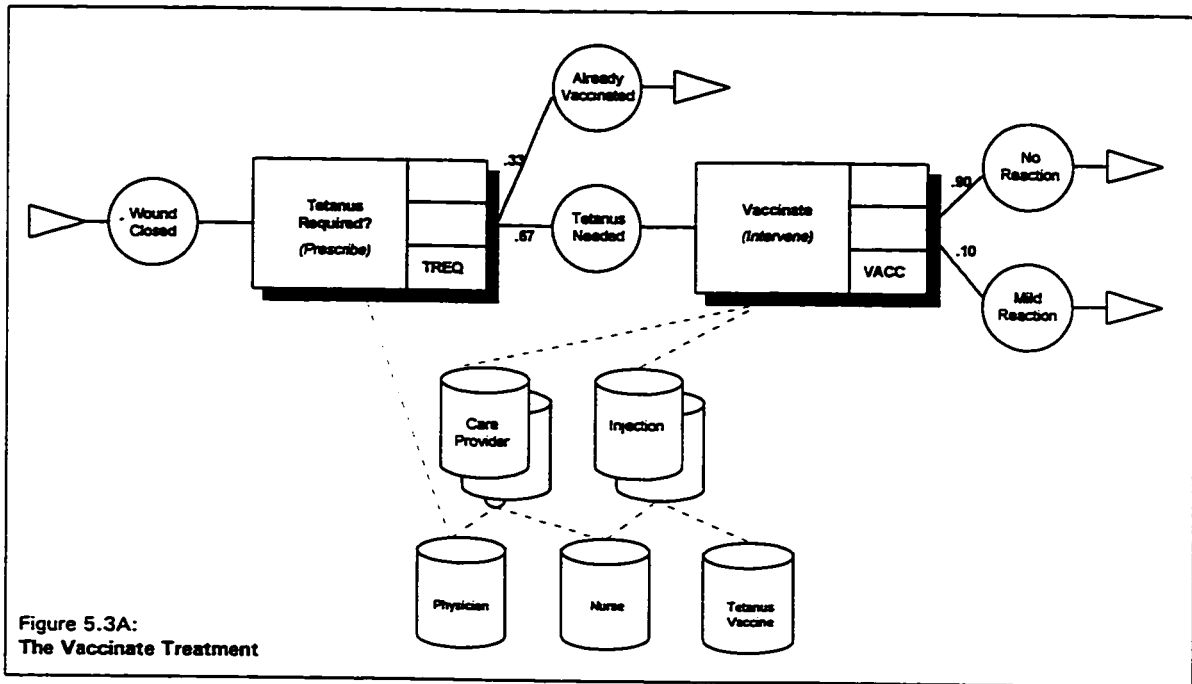 Already
Vaccinated
.33
Wound
Closed
Tetanus
Required?
(Prescribe)
TREQ
.67
Tetanus
Needed
Vaccinate
(Intervene)
VACC
.90
No
Reaction
.10
Mild
Reaction
Care
Provider
Injection
Physician
Nurse
Tetanus
Vaccine
Figure 5.3A:
The Vaccinate Treatment